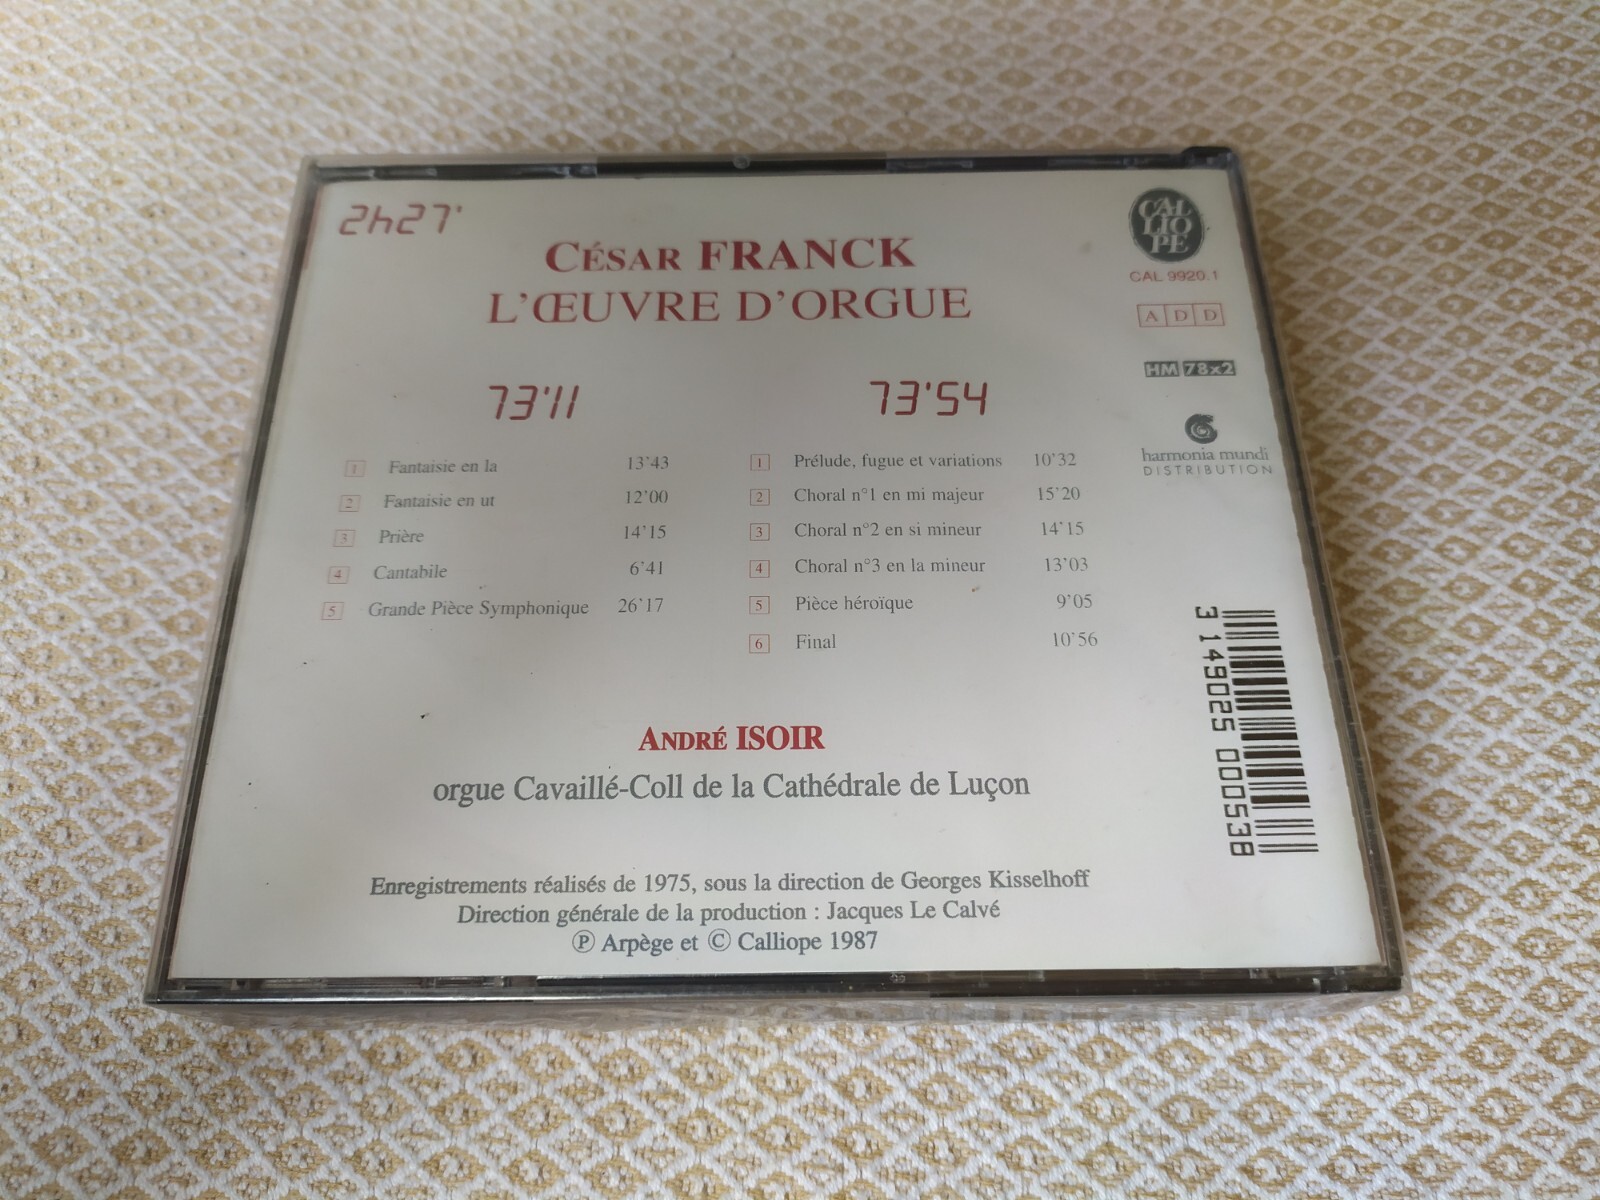 2h27'
CÉSAR FRANCK
L'ŒUVRE D'ORGUE
CAL
LIO
PE
CAL 9920.1
A D D
HM 78x2
harmonia mundi
DISTRIBUTION
73'11
1 Fantaisie en la 13'43
2 Fantaisie en ut 12'00
3 Prière 14'15
4 Cantabile 6'41
5 Grande Pièce Symphonique 26'17
73'54
1 Prélude, fugue et variations 10'32
2 Choral n°1 en mi majeur 15'20
3 Choral n°2 en si mineur 14'15
4 Choral n°3 en la mineur 13'03
5 Pièce héroïque 9'05
6 Final 10'56
3 149025 000538
ANDRÉ ISOIR
orgue Cavaillé-Coll de la Cathédrale de Luçon
Enregistrements réalisés de 1975, sous la direction de Georges Kisselhoff
Direction générale de la production : Jacques Le Calvé
Ⓟ Arpège et © Calliope 1987